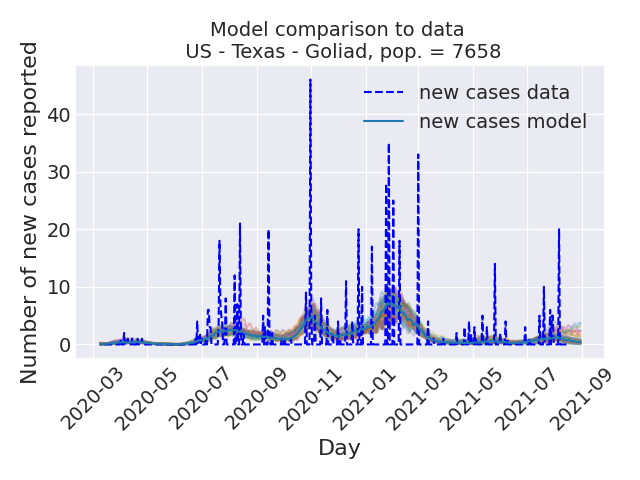 Model comparison to data
US - Texas - Goliad, pop. = 7658
Number of new cases reported
40
30
20
10
0
new cases data
new cases model
2020-03
2020-05
2020-07
2020-09
2020-11
2021-01
2021-03
2021-05
2021-07
2021-09
Day